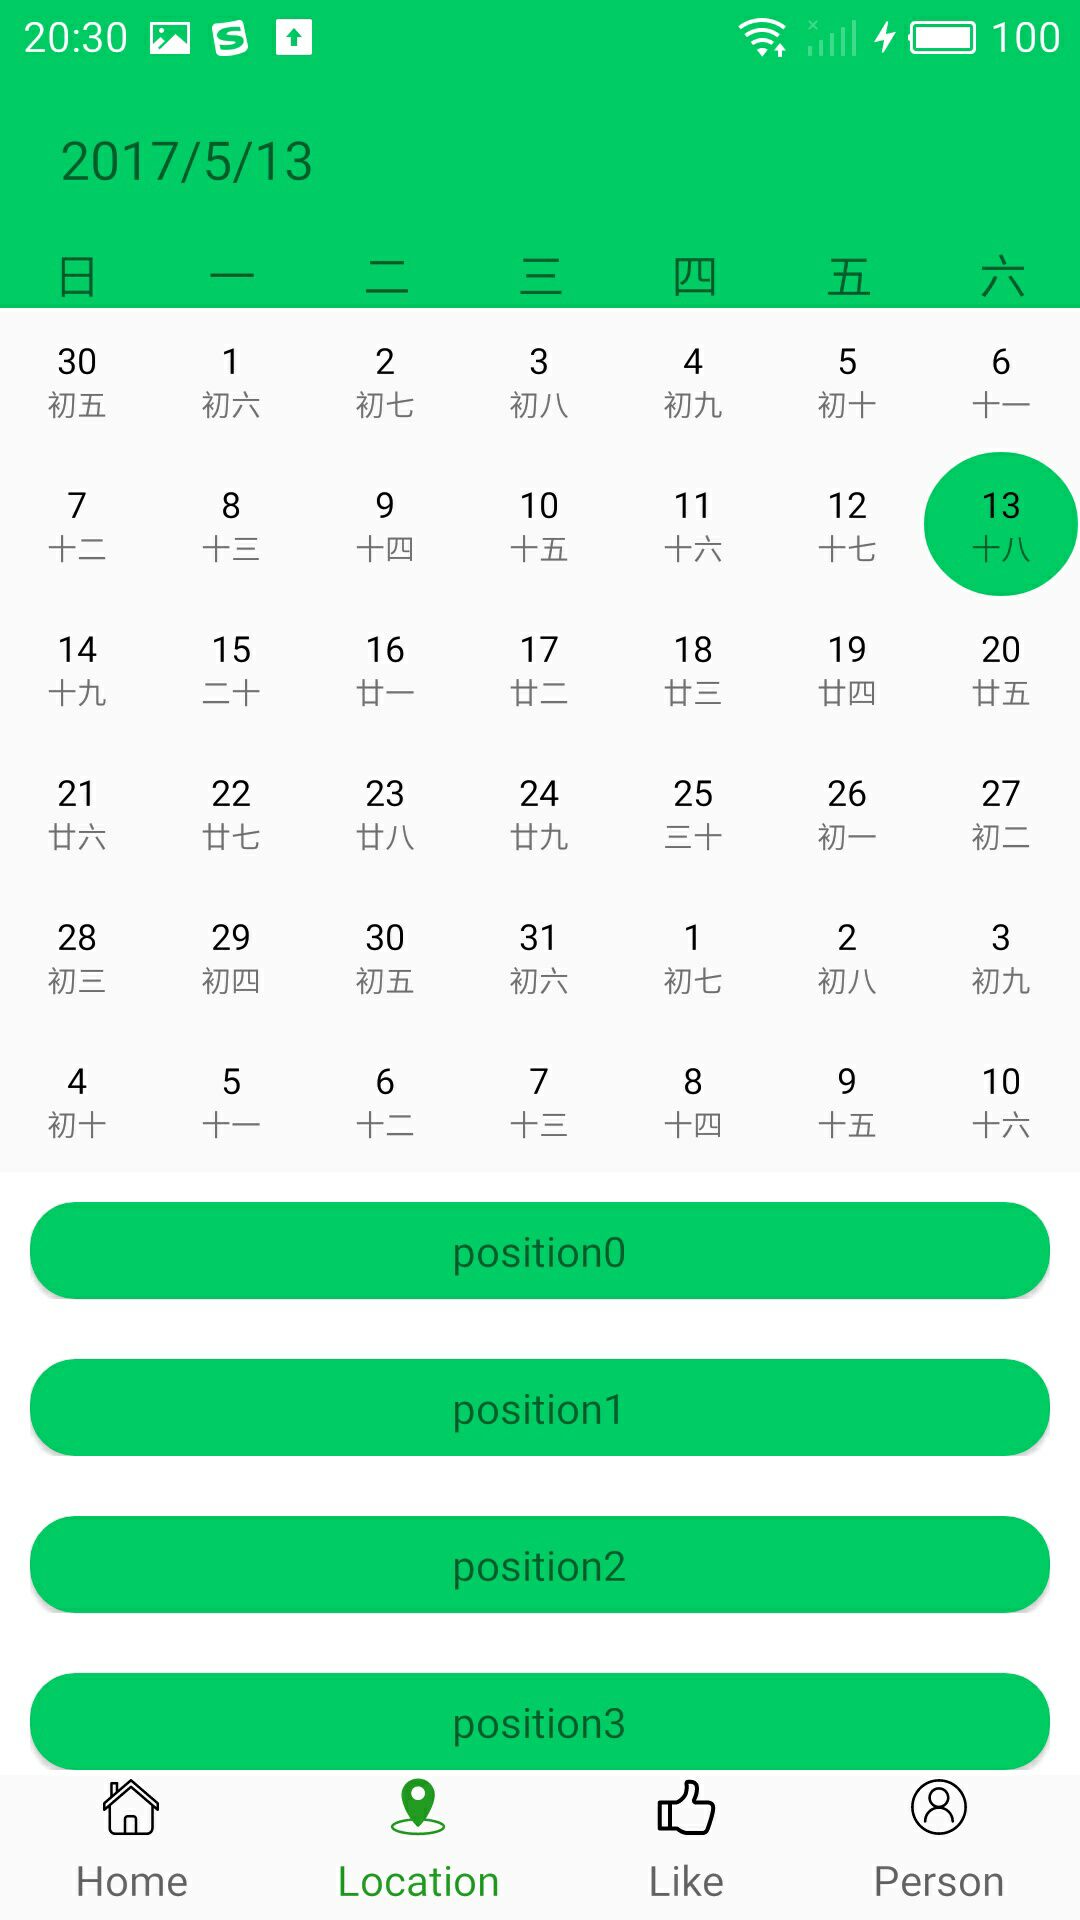 20:30 100
2017/5/13
日 一 二 三 四 五 六
30 1 2 3 4 5 6
初五 初六 初七 初八 初九 初十 十一
7 8 9 10 11 12 13
十二 十三 十四 十五 十六 十七 十八
14 15 16 17 18 19 20
十九 二十 廿一 廿二 廿三 廿四 廿五
21 22 23 24 25 26 27
廿六 廿七 廿八 廿九 三十 初一 初二
28 29 30 31 1 2 3
初三 初四 初五 初六 初七 初八 初九
4 5 6 7 8 9 10
初十 十一 十二 十三 十四 十五 十六
position0
position1
position2
position3
Home Location Like Person